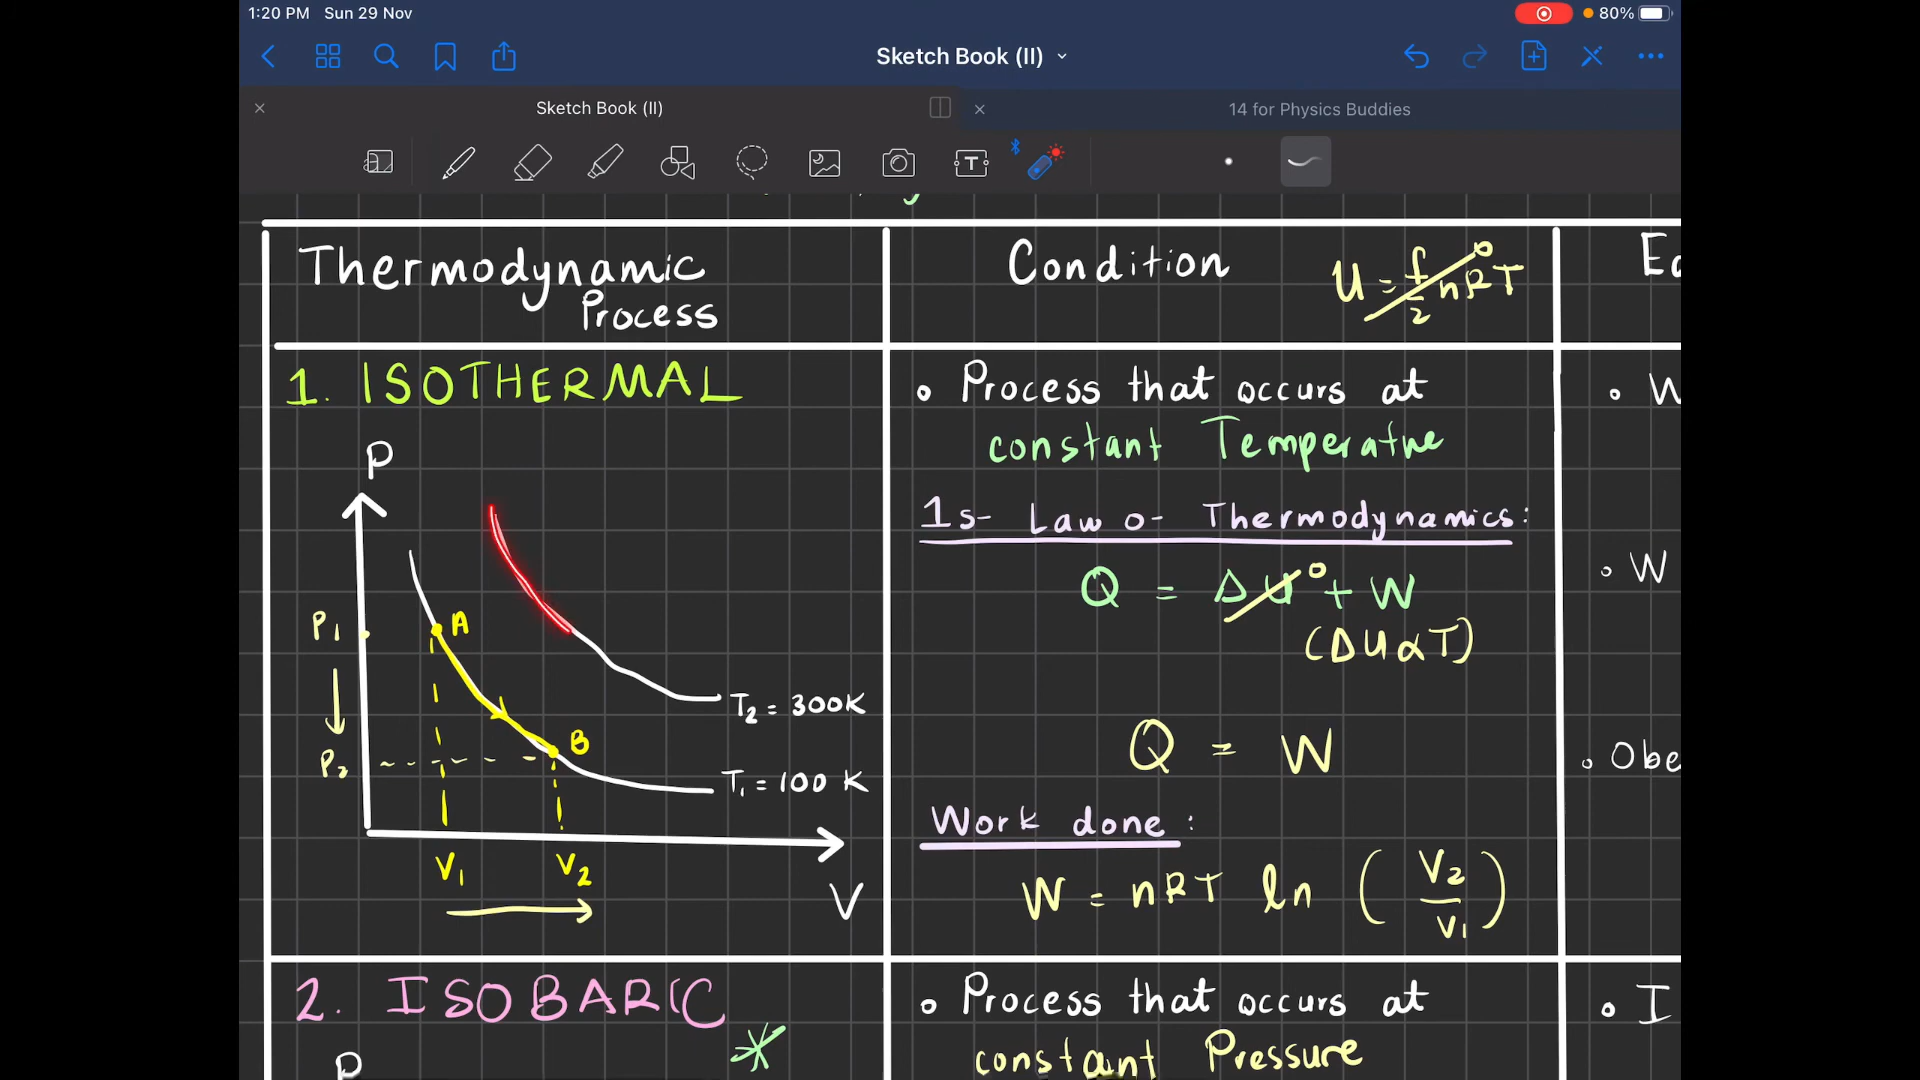 1:20 PM Sun 29 Nov
80%
Sketch Book (II)
Sketch Book (II)
14 for Physics Buddies
Thermodynamic
Process
Condition
U = f/2 nRT 0
1. ISOTHERMAL
P
P1
P2
A
B
T2 = 300K
T1 = 100 K
V1
V2
V
• Process that occurs at
constant Temperature
1s- Law o- Thermodynamics:
Q = ΔU 0 + W
(ΔU α T)
Q = W
Work done :
W = nRT ln (V2/V1)
• W
• W
• Obe
2. ISOBARIC
*
P
• Process that occurs at
constant Pressure
• I